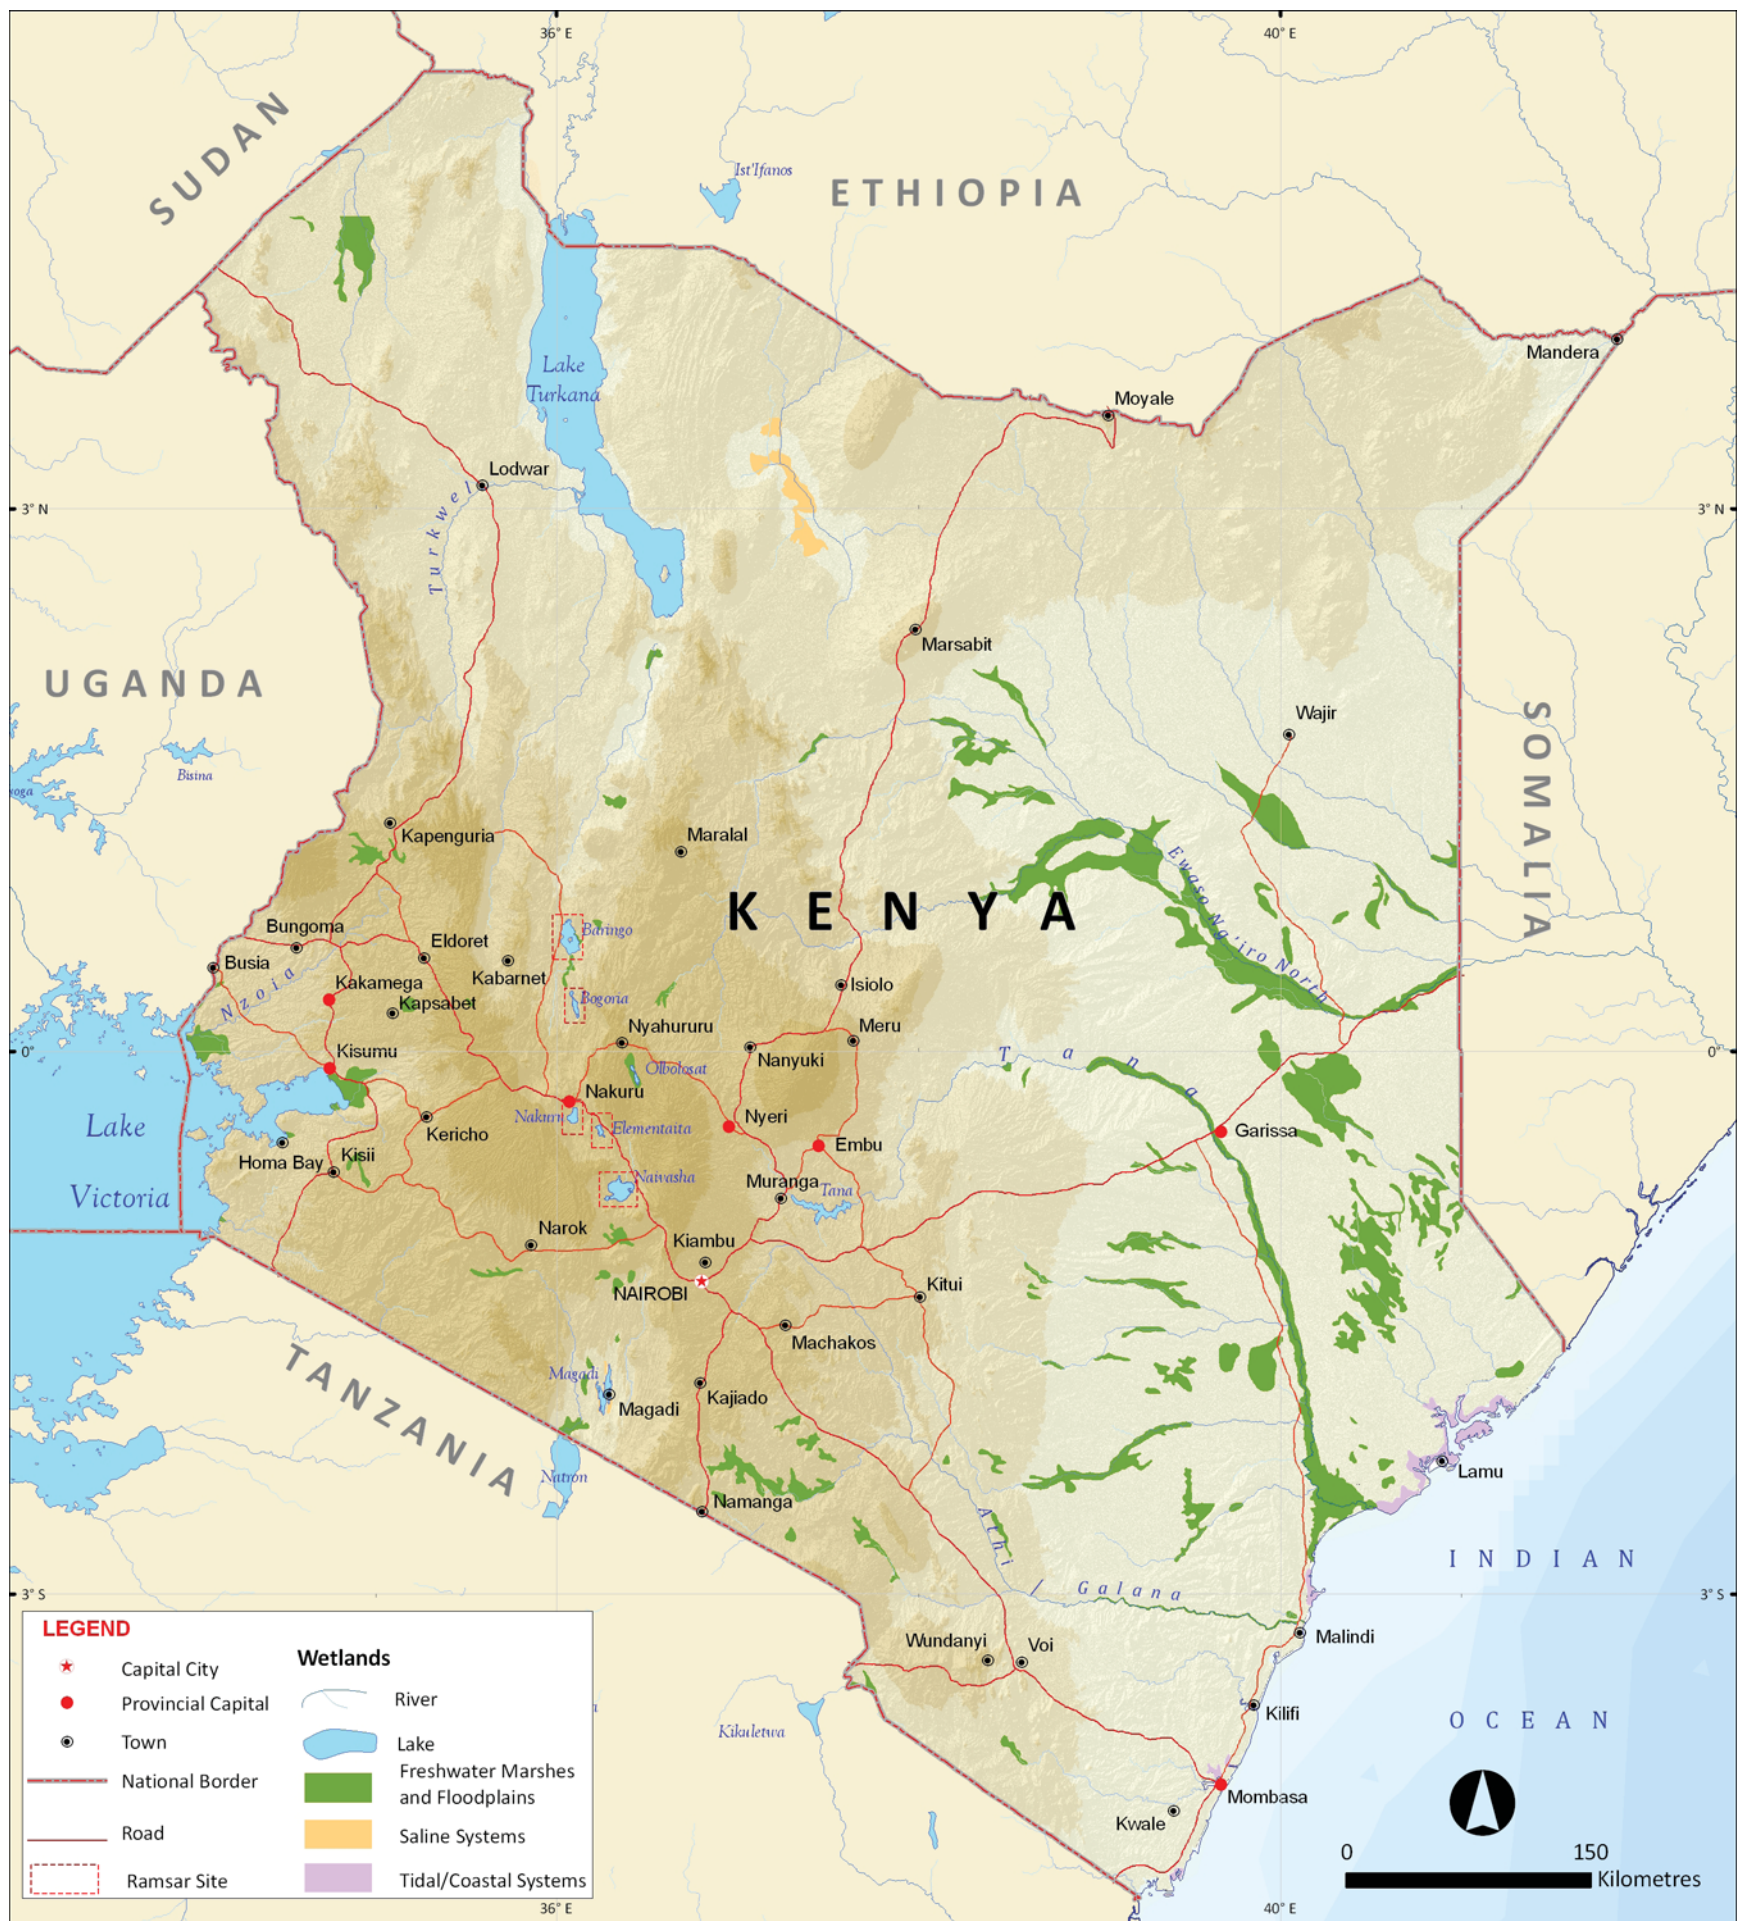 36° E
40° E
SUDAN
Ist'Ifanos
ETHIOPIA
Mandera
Lake
Turkana
Moyale
Lodwar
Turkwel
3° N
3° N
Marsabit
UGANDA
SOMALIA
Wajir
Bisina
oga
Kapenguria
Maralal
Ewaso Ng'iro North
KENYA
Bungoma
Baringo
Eldoret
Busia
Kabarnet
Kakamega
Nzoia
Isiolo
Bogoria
Kapsabet
Nyahururu
Meru
Kisumu
0°
0°
Nanyuki
Tana
Olbolosat
Nakuru
Nakuru
Nyeri
Elementaita
Garissa
Lake
Victoria
Kericho
Embu
Homa Bay
Kisii
Naivasha
Muranga
Tana
Narok
Kiambu
NAIROBI
Kitui
Machakos
TANZANIA
Magadi
Magadi
Kajiado
Natron
Lamu
Namanga
Athi / Galana
INDIAN
3° S
3° S
Malindi
Wundanyi
Voi
Kilifi
OCEAN
Kikuletwa
Mombasa
Kwale
LEGEND
Capital City
Provincial Capital
Town
National Border
Road
Ramsar Site
Wetlands
River
Lake
Freshwater Marshes
and Floodplains
Saline Systems
Tidal/Coastal Systems
0
150
Kilometres
36° E
40° E